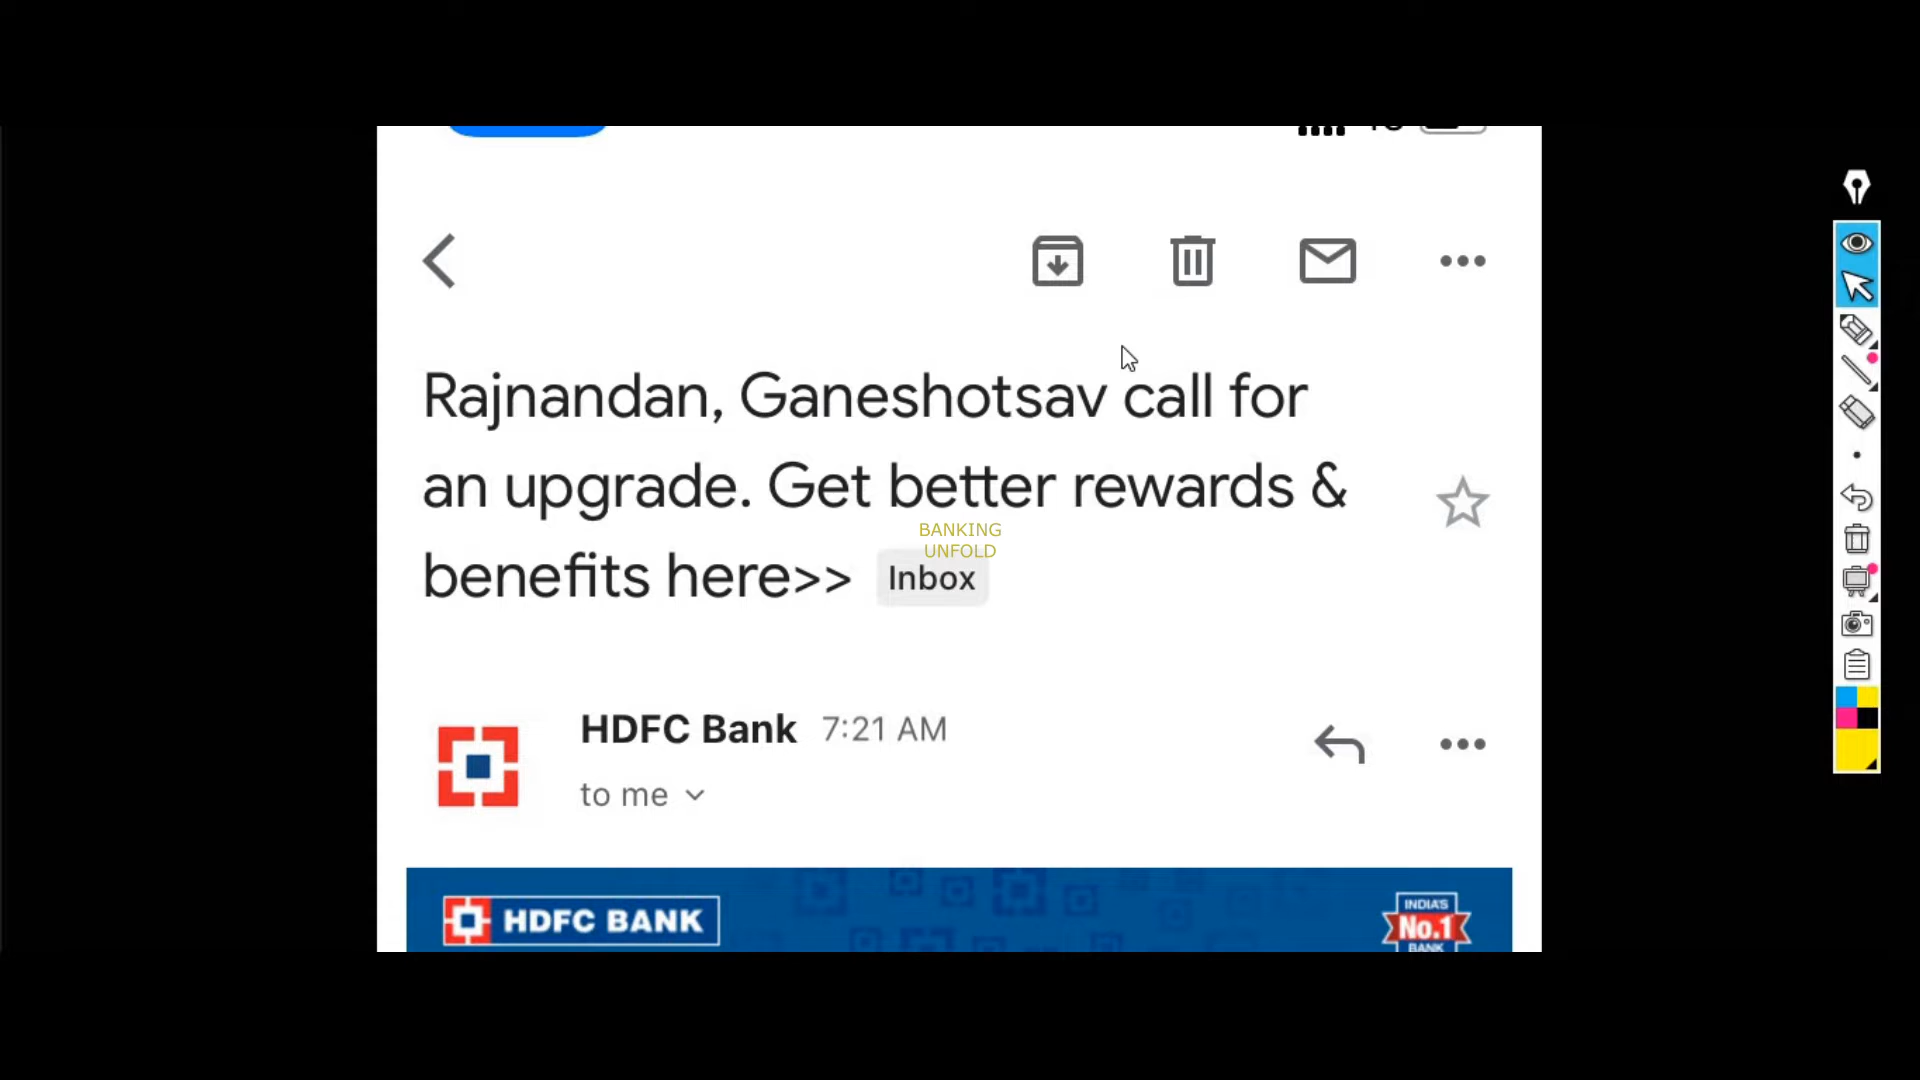 Rajnandan, Ganeshotsav call for
an upgrade. Get better rewards &
BANKING
UNFOLD
benefits here>> Inbox
HDFC Bank 7:21 AM
to me
HDFC BANK
INDIA'S
No.1
BANK